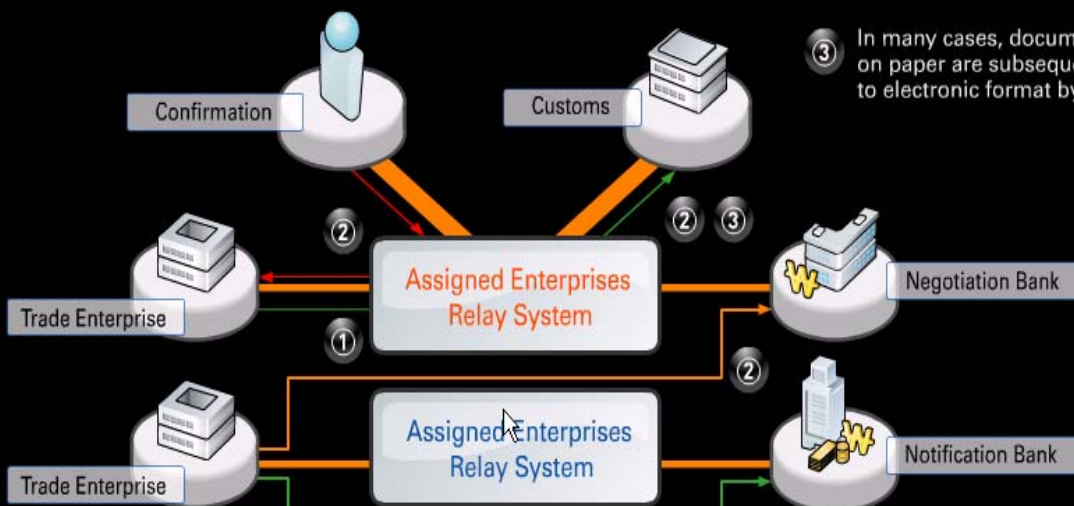 ③ In many cases, docum
on paper are subseque
to electronic format by
Confirmation
Customs
②
② ③
Assigned Enterprises
Relay System
Trade Enterprise
Negotiation Bank
①
②
Assigned Enterprises
Relay System
Trade Enterprise
Notification Bank
₩
₩